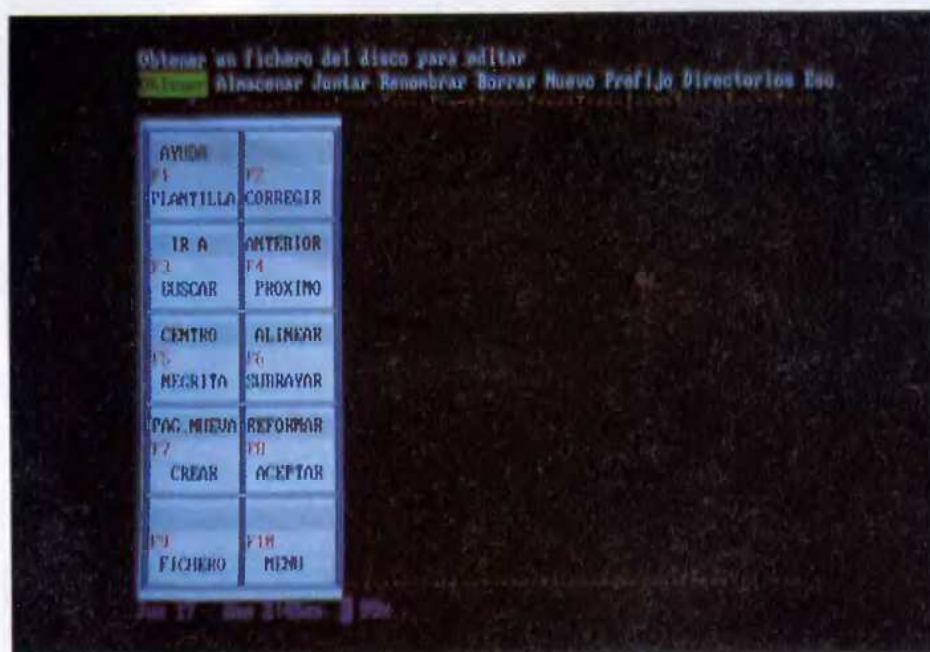 Obtener un fichero del disco para editar
Obtener Almacenar Juntar Renombrar Borrar Nuevo Prefijo Directorios Esc
AYUDA
F1 F2
PLANTILLA CORREGIR
IR A ANTERIOR
F3 F4
BUSCAR PROXIMO
CENTRO ALINEAR
F5 F6
NEGRITA SUBRAYAR
PAG.NUEVA REFORMAR
F7 F8
CREAR ACEPTAR
F9 F10
FICHERO MENU